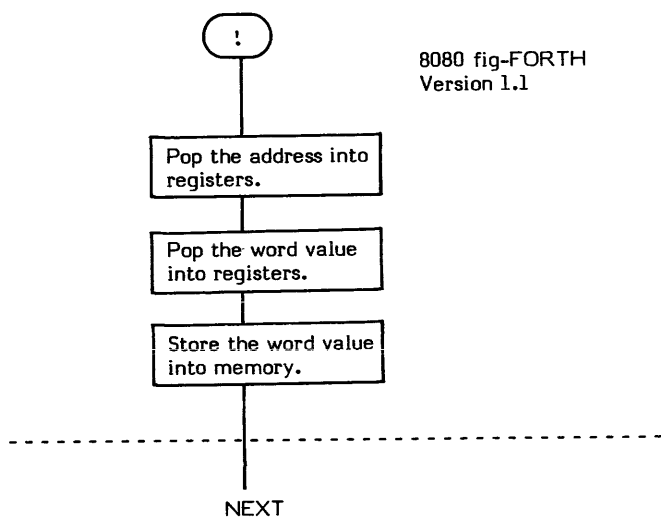 !
8080 fig-FORTH
Version 1.1
Pop the address into
registers.
Pop the word value
into registers.
Store the word value
into memory.
NEXT